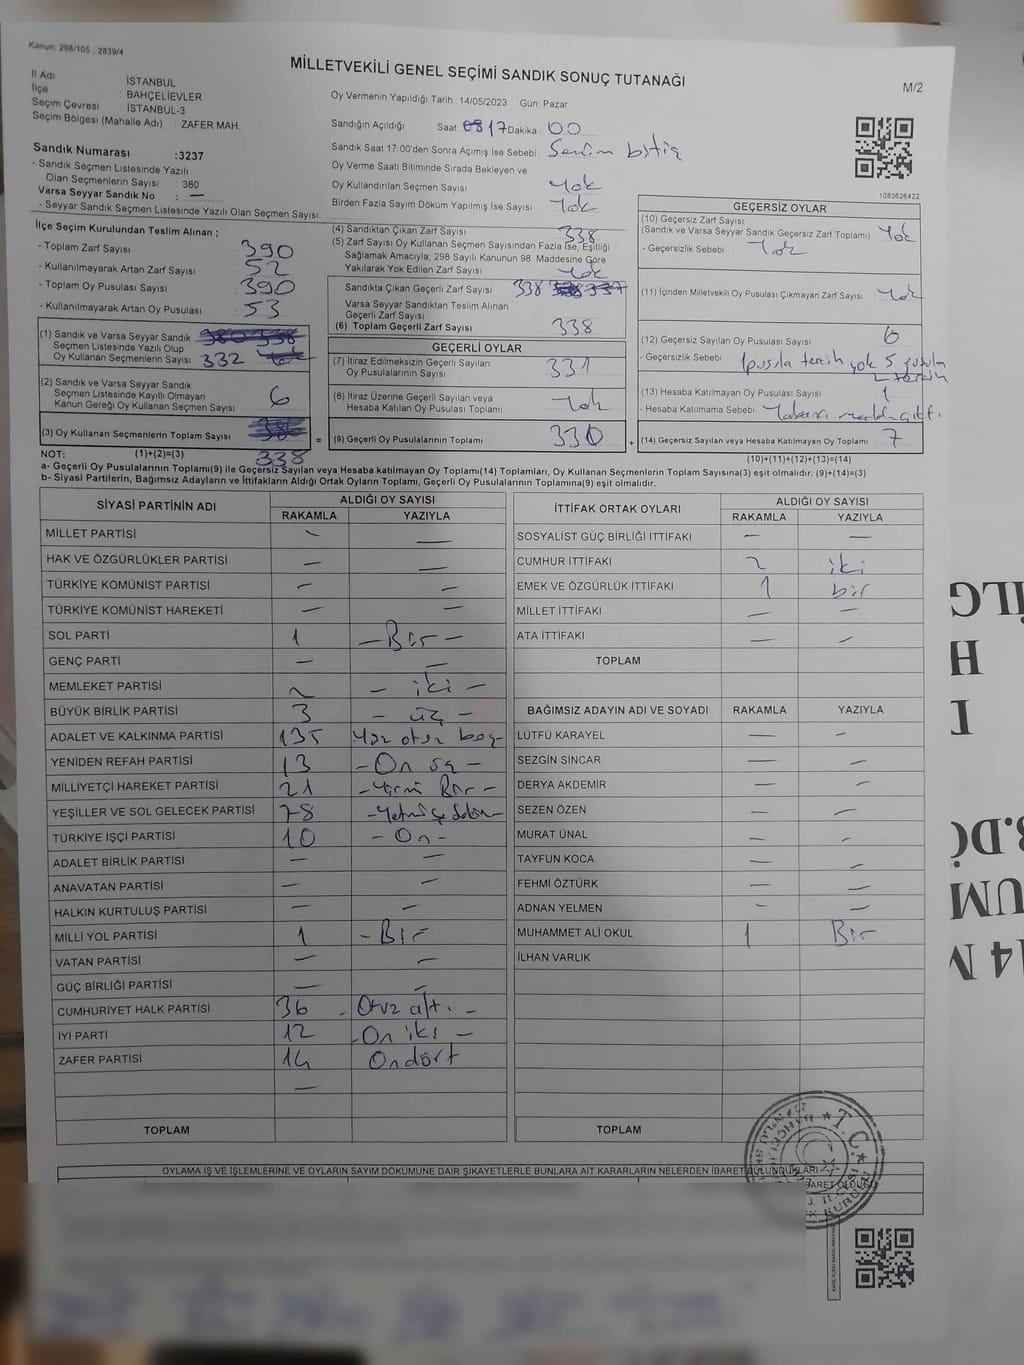 Kanun: 298/105 . 2839/4
MİLLETVEKİLİ GENEL SEÇİMİ SANDIK SONUÇ TUTANAĞI
M/2
İl Adı : İSTANBUL
İlçe : BAHÇELİEVLER
Seçim Çevresi : İSTANBUL-3
Seçim Bölgesi (Mahalle Adı) : ZAFER MAH.
Sandık Numarası :3237
- Sandık Seçmen Listesinde Yazılı
Olan Seçmenlerin Sayısı : 380
Varsa Seyyar Sandık No : —
- Seyyar Sandık Seçmen Listesinde Yazılı Olan Seçmen Sayısı
Oy Vermenin Yapıldığı Tarih :14/05/2023 Gün: Pazar
Sandığın Açıldığı Saat: 17 Dakika : 00
Sandık Saat 17:00'den Sonra Açımış İse Sebebi
Oy Verme Saati Bitiminde Sırada Bekleyen ve
Oy Kullandırılan Seçmen Sayısı Yok
Birden Fazla Sayım Döküm Yapılmış İse Sayısı Yok
1083626422
İlçe Seçim Kurulundan Teslim Alınan ;
- Toplam Zarf Sayısı : 390
- Kullanılmayarak Artan Zarf Sayısı : 52
- Toplam Oy Pusulası Sayısı : 390
- Kullanılmayarak Artan Oy Pusulası : 53
(1) Sandık ve Varsa Seyyar Sandık
Seçmen Listesinde Yazılı Olup
Oy Kullanan Seçmenlerin Sayısı 332
(2) Sandık ve Varsa Seyyar Sandık
Seçmen Listesinde Kayıtlı Olmayan
Kanun Gereği Oy Kullanan Seçmen Sayısı 6
(3) Oy Kullanan Seçmenlerin Toplam Sayısı
(1)+(2)=(3) 338
(4) Sandıktan Çıkan Zarf Sayısı 338
(5) Zarf Sayısı Oy Kullanan Seçmen Sayısından Fazla İse, Eşitliği
Sağlamak Amacıyla; 298 Sayılı Kanunun 98. Maddesine Göre
Yakılarak Yok Edilen Zarf Sayısı Yok
Sandıkta Çıkan Geçerli Zarf Sayısı 338
Varsa Seyyar Sandıktan Teslim Alınan
Geçerli Zarf Sayısı
(6) Toplam Geçerli Zarf Sayısı 338
GEÇERLİ OYLAR
(7) İtiraz Edilmeksizin Geçerli Sayılan
Oy Pusulalarının Sayısı 331
(8) İtiraz Üzerine Geçerli Sayılan veya
Hesaba Katılan Oy Pusulası Toplamı Yok
= (9) Geçerli Oy Pusulalarının Toplamı 330 +
GEÇERSİZ OYLAR
(10) Geçersiz Zarf Sayısı
(Sandık ve Varsa Seyyar Sandık Geçersiz Zarf Toplamı) Yok
- Geçersizlik Sebebi : Yok
(11) İçinden Milletvekili Oy Pusulası Çıkmayan Zarf Sayısı Yok
(12) Geçersiz Sayılan Oy Pusulası Sayısı 6
- Geçersizlik Sebebi : 1 pusula tercih yok 5 pusula
2 tercih
(13) Hesaba Katılmayan Oy Pusulası Sayısı 1
- Hesaba Katılmama Sebebi
(14) Geçersiz Sayılan veya Hesaba Katılmayan Oy Toplamı 7
(10)+(11)+(12)+(13)=(14)
NOT:
a- Geçerli Oy Pusulalarının Toplamı(9) ile Geçersiz Sayılan veya Hesaba katılmayan Oy Toplamı(14) Toplamları, Oy Kullanan Seçmenlerin Toplam Sayısına(3) eşit olmalıdır. (9)+(14)=(3)
b- Siyasi Partilerin, Bağımsız Adayların ve İttifakların Aldığı Oyların Toplamı, Geçerli Oy Pusulalarının Toplamına(9) eşit olmalıdır.
SİYASİ PARTİNİN ADI ALDIĞI OY SAYISI
RAKAMLA YAZIYLA
MİLLET PARTİSİ — —
HAK VE ÖZGÜRLÜKLER PARTİSİ — —
TÜRKİYE KOMÜNİST PARTİSİ — —
TÜRKİYE KOMÜNİST HAREKETİ — —
SOL PARTİ 1 — Bir —
GENÇ PARTİ — —
MEMLEKET PARTİSİ 2 — iki —
BÜYÜK BİRLİK PARTİSİ 3 — üç —
ADALET VE KALKINMA PARTİSİ 135 Yüz otuz beş
YENİDEN REFAH PARTİSİ 13 — On üç —
MİLLİYETÇİ HAREKET PARTİSİ 21 — Yirmi Bir —
YEŞİLLER VE SOL GELECEK PARTİSİ 78
TÜRKİYE İŞÇİ PARTİSİ 10 — On —
ADALET BİRLİK PARTİSİ — —
ANAVATAN PARTİSİ — —
HALKIN KURTULUŞ PARTİSİ — —
MİLLİ YOL PARTİSİ 1 — Bir
VATAN PARTİSİ — —
GÜÇ BİRLİĞİ PARTİSİ — —
CUMHURİYET HALK PARTİSİ 36 - Otuz altı -
İYİ PARTİ 12 - On iki —
ZAFER PARTİSİ 14 Ondört
—
TOPLAM
İTTİFAK ORTAK OYLARI ALDIĞI OY SAYISI
RAKAMLA YAZIYLA
SOSYALİST GÜÇ BİRLİĞİ İTTİFAKI — —
CUMHUR İTTİFAKI 2 iki
EMEK VE ÖZGÜRLÜK İTTİFAKI 1 bir
MİLLET İTTİFAKI — —
ATA İTTİFAKI — —
TOPLAM
BAĞIMSIZ ADAYIN ADI VE SOYADI RAKAMLA YAZIYLA
LÜTFÜ KARAYEL — —
SEZGİN SİNCAR — —
DERYA AKDEMİR — —
SEZEN ÖZEN — —
MURAT ÜNAL — —
TAYFUN KOCA — —
FEHMİ ÖZTÜRK — —
ADNAN YELMEN — —
MUHAMMET ALİ OKUL 1 Bir
İLHAN VARLIK
TOPLAM
OYLAMA İŞ VE İŞLEMLERİNE VE OYLARIN SAYIM DÖKÜMÜNE DAİR ŞİKAYETLERLE BUNLARA AİT KARARLARIN NELERDEN İBARET BULUNDUKLARI
T.C.